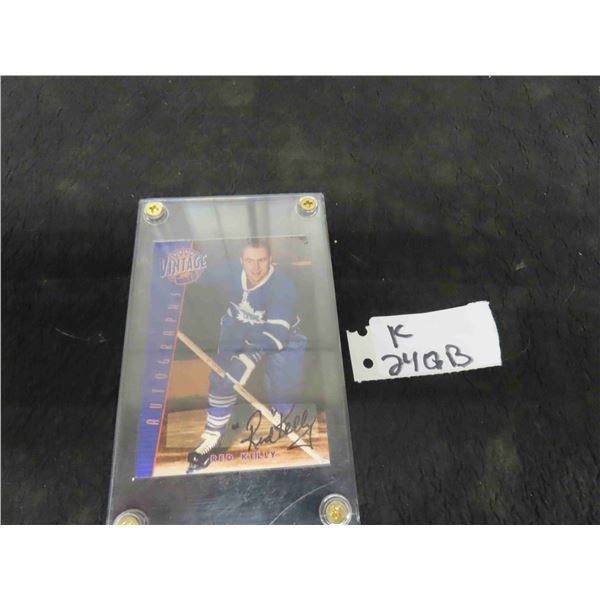 VINTAGE
AUTOGRAPHS
"Red" Kelly
RED KELLY
K
24QB